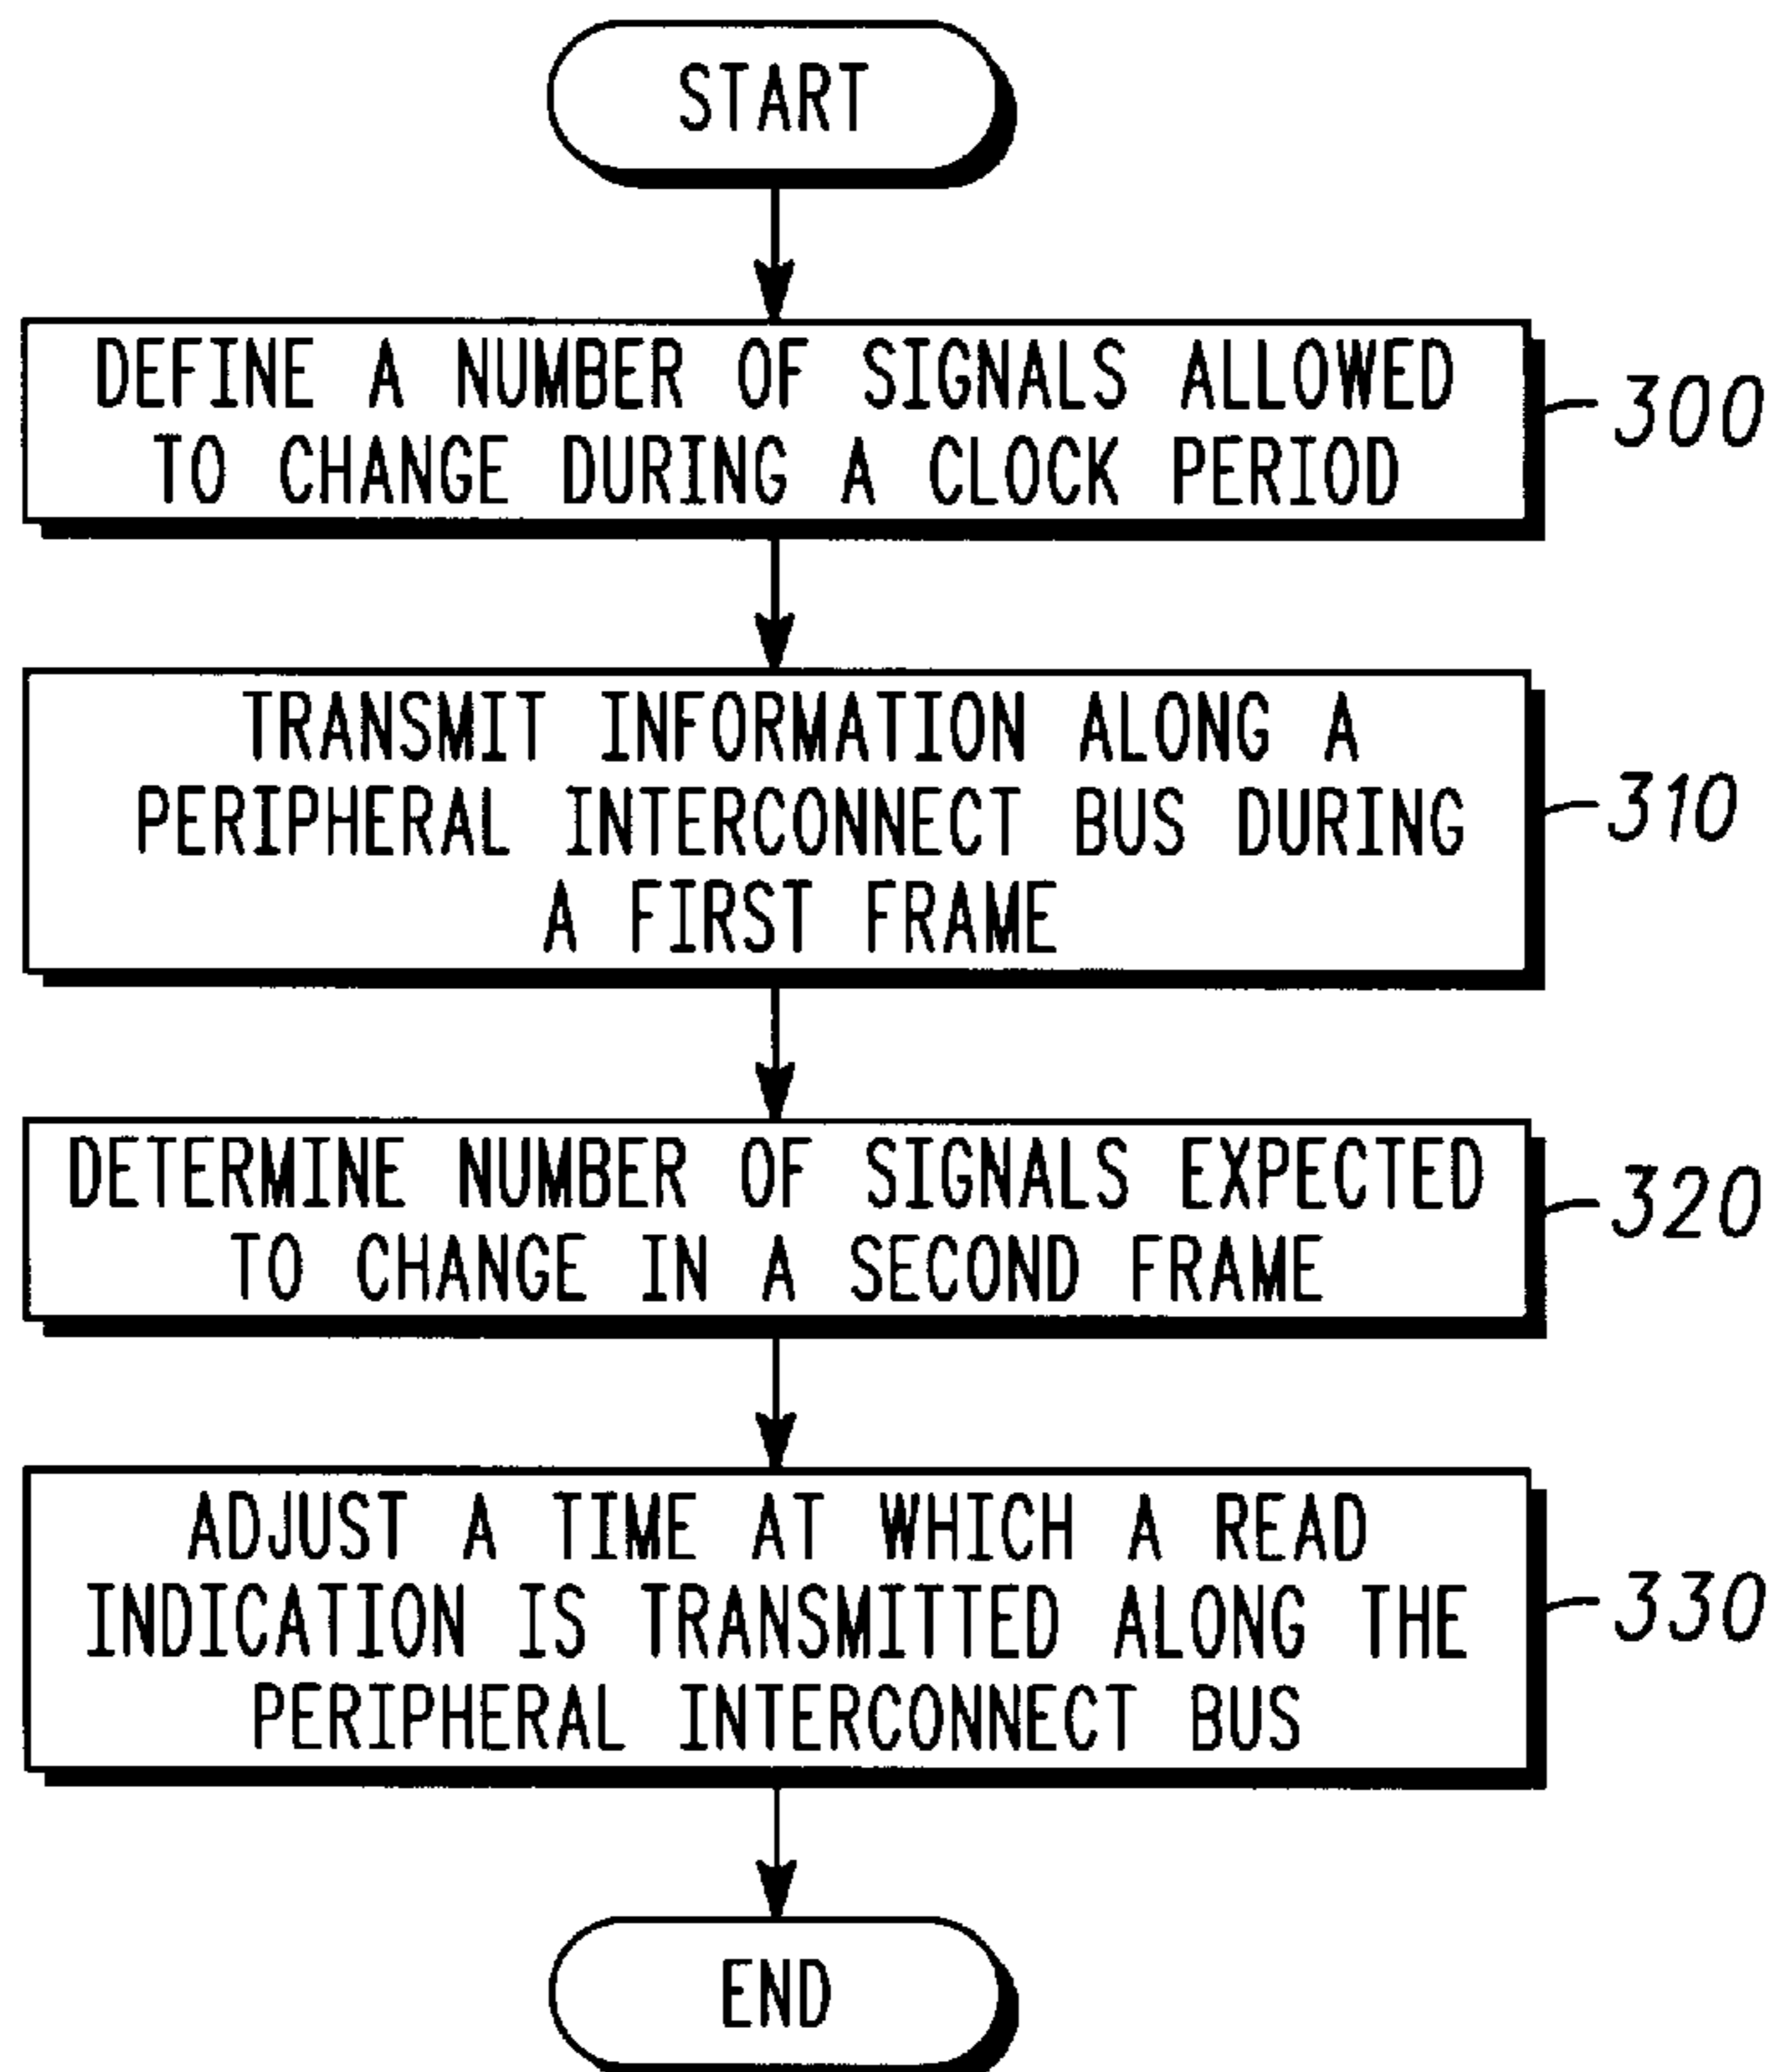 START
DEFINE A NUMBER OF SIGNALS ALLOWED
TO CHANGE DURING A CLOCK PERIOD
300
TRANSMIT INFORMATION ALONG A
PERIPHERAL INTERCONNECT BUS DURING
A FIRST FRAME
310
DETERMINE NUMBER OF SIGNALS EXPECTED
TO CHANGE IN A SECOND FRAME
320
ADJUST A TIME AT WHICH A READ
INDICATION IS TRANSMITTED ALONG THE
PERIPHERAL INTERCONNECT BUS
330
END